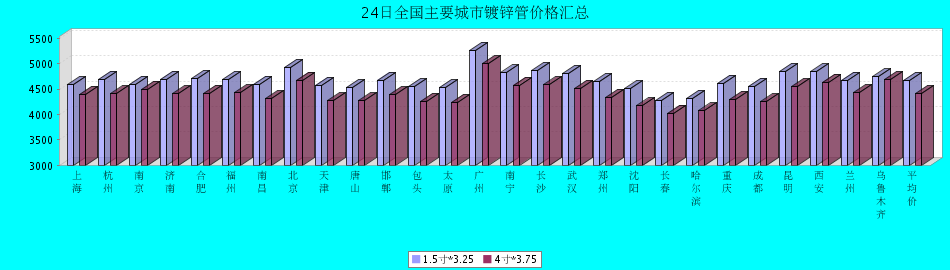 24日全国主要城市镀锌管价格汇总
5500
5000
4500
4000
3500
3000
上海 杭州 南京 济南 合肥 福州 南昌 北京 天津 唐山 邯郸 包头 太原 广州 南宁 长沙 武汉 郑州 沈阳 长春 哈尔滨 重庆 成都 昆明 西安 兰州 乌鲁木齐 平均价
1.5寸*3.25 4寸*3.75